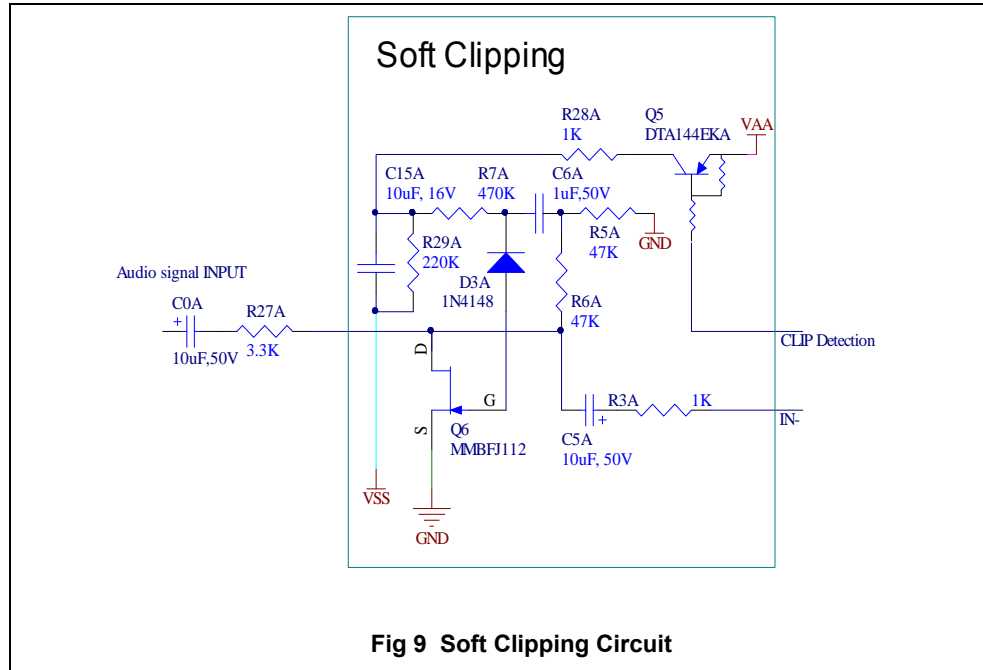 Soft Clipping
R28A
1K
Q5
DTA144EKA
VAA
C15A
10uF, 16V
R7A
470K
C6A
1uF,50V
R5A
47K
GND
R29A
220K
D3A
1N4148
R6A
47K
Audio signal INPUT
C0A
+
10uF,50V
R27A
3.3K
CLIP Detection
D
G
S
Q6
MMBFJ112
C5A
+
10uF, 50V
R3A
1K
IN-
VSS
GND
Fig 9 Soft Clipping Circuit